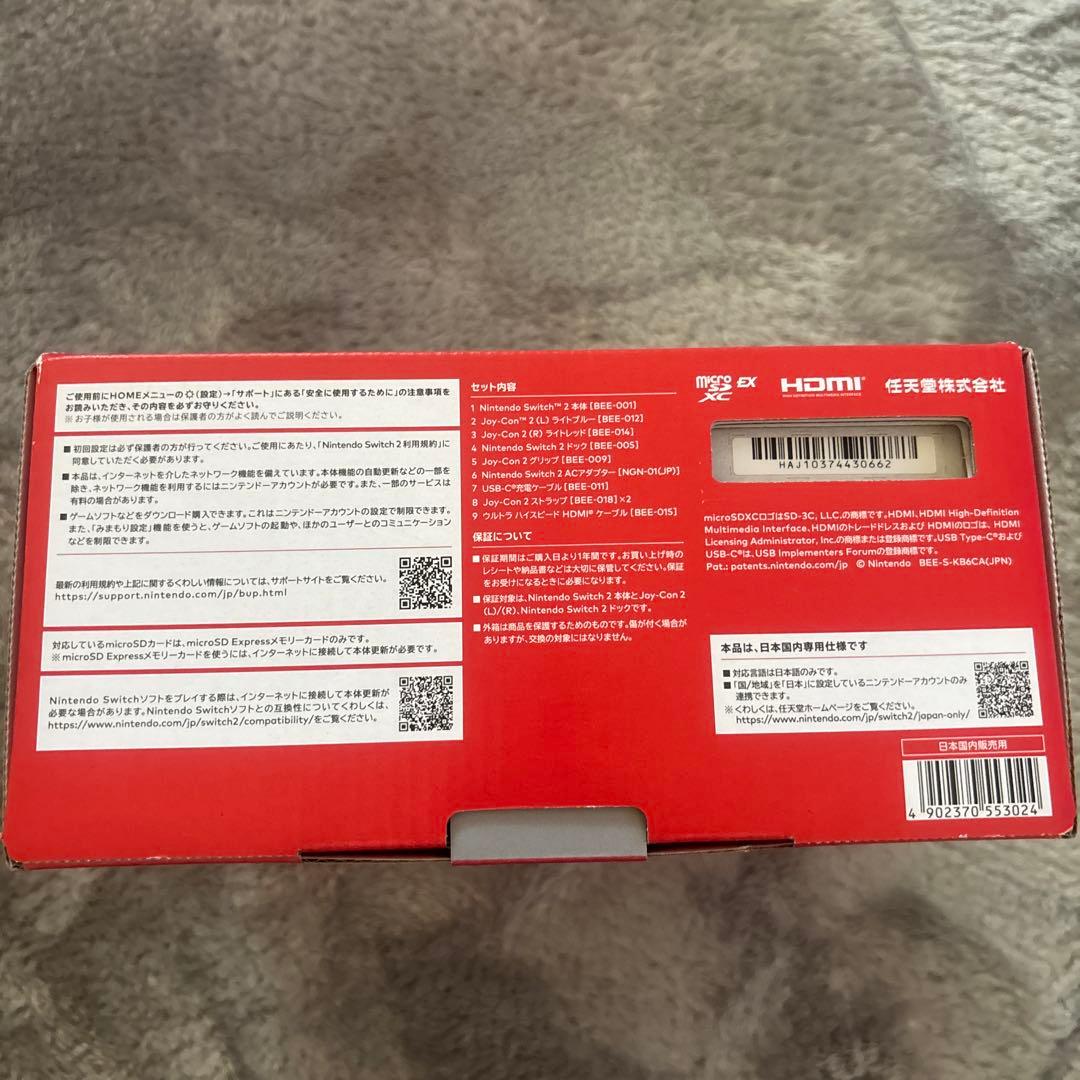 ご使用前にHOMEメニューの(設定)→「サポート」にある「安全に使用するために」の注意事項を
お読みいただき、その内容を必ずお守りください。
※お子様が使用される場合は保護者の方がよく読んでご説明ください。
■初回設定は必ず保護者の方が行ってください。ご使用にあたり、「Nintendo Switch 2 利用規約」に
同意していただく必要があります。
■本品は、インターネットを介したネットワーク機能を備えています。本体機能の自動更新などの一部を
除き、ネットワーク機能を利用するにはニンテンドーアカウントが必要です。また、一部のサービスは
有料の場合があります。
■ゲームソフトなどをダウンロード購入できます。これはニンテンドーアカウントの設定で制限できます。
また、「みまもり設定」機能を使うと、ゲームソフトの起動や、ほかのユーザーとのコミュニケーション
などを制限できます。
最新の利用規約や上記に関するくわしい情報については、サポートサイトをご覧ください。
https://support.nintendo.com/jp/bup.html
対応しているmicroSDカードは、microSD Expressメモリーカードのみです。
※microSD Expressメモリーカードを使うには、インターネットに接続して本体更新が必要です。
Nintendo Switchソフトをプレイする際は、インターネットに接続して本体更新が
必要な場合があります。Nintendo Switchソフトとの互換性についてくわしくは、
https://www.nintendo.com/jp/switch2/compatibility/をご覧ください。
セット内容
1 Nintendo Switch™ 2 本体 [BEE-001]
2 Joy-Con™ 2 (L) ライトブルー [BEE-012]
3 Joy-Con 2 (R) ライトレッド [BEE-014]
4 Nintendo Switch 2 ドック [BEE-005]
5 Joy-Con 2 グリップ [BEE-009]
6 Nintendo Switch 2 ACアダプター [NGN-01(JP)]
7 USB-C®充電ケーブル [BEE-011]
8 Joy-Con 2 ストラップ [BEE-018]×2
9 ウルトラ ハイスピード HDMI® ケーブル [BEE-015]
保証について
■保証期間はご購入日より1年間です。お買い上げ時の
レシートや納品書などは大切に保管してください。保証
をお受けになるときに必要になります。
■保証対象は、Nintendo Switch 2 本体とJoy-Con 2
(L)/(R)、Nintendo Switch 2 ドックです。
■外箱は商品を保護するためのものです。傷が付く場合が
ありますが、交換の対象にはなりません。
micro SD XC EX HDMI® 任天堂株式会社
HIGH-DEFINITION MULTIMEDIA INTERFACE
HAJ10374430662
microSDXCロゴはSD-3C, LLC.の商標です。HDMI、HDMI High-Definition
Multimedia Interface、HDMIのトレードドレスおよび HDMIのロゴは、HDMI
Licensing Administrator, Inc.の商標または登録商標です。USB Type-C®および
USB-C®は、USB Implementers Forumの登録商標です。
Pat.: patents.nintendo.com/jp © Nintendo BEE-S-KB6CA(JPN)
本品は、日本国内専用仕様です
■対応言語は日本語のみです。
■「国/地域」を「日本」に設定しているニンテンドーアカウントのみ
連携できます。
※くわしくは、任天堂ホームページをご覧ください。
https://www.nintendo.com/jp/switch2/japan-only/
日本国内販売用
4 902370 553024